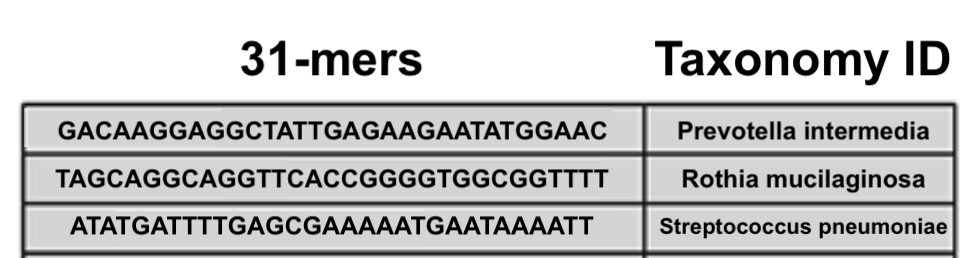 31-mers Taxonomy ID
GACAAGGAGGCTATTGAGAAGAATATGGAAC Prevotella intermedia
TAGCAGGCAGGTTCACCGGGGTGGCGGTTTT Rothia mucilaginosa
ATATGATTTTGAGCGAAAAATGAATAAAATT Streptococcus pneumoniae